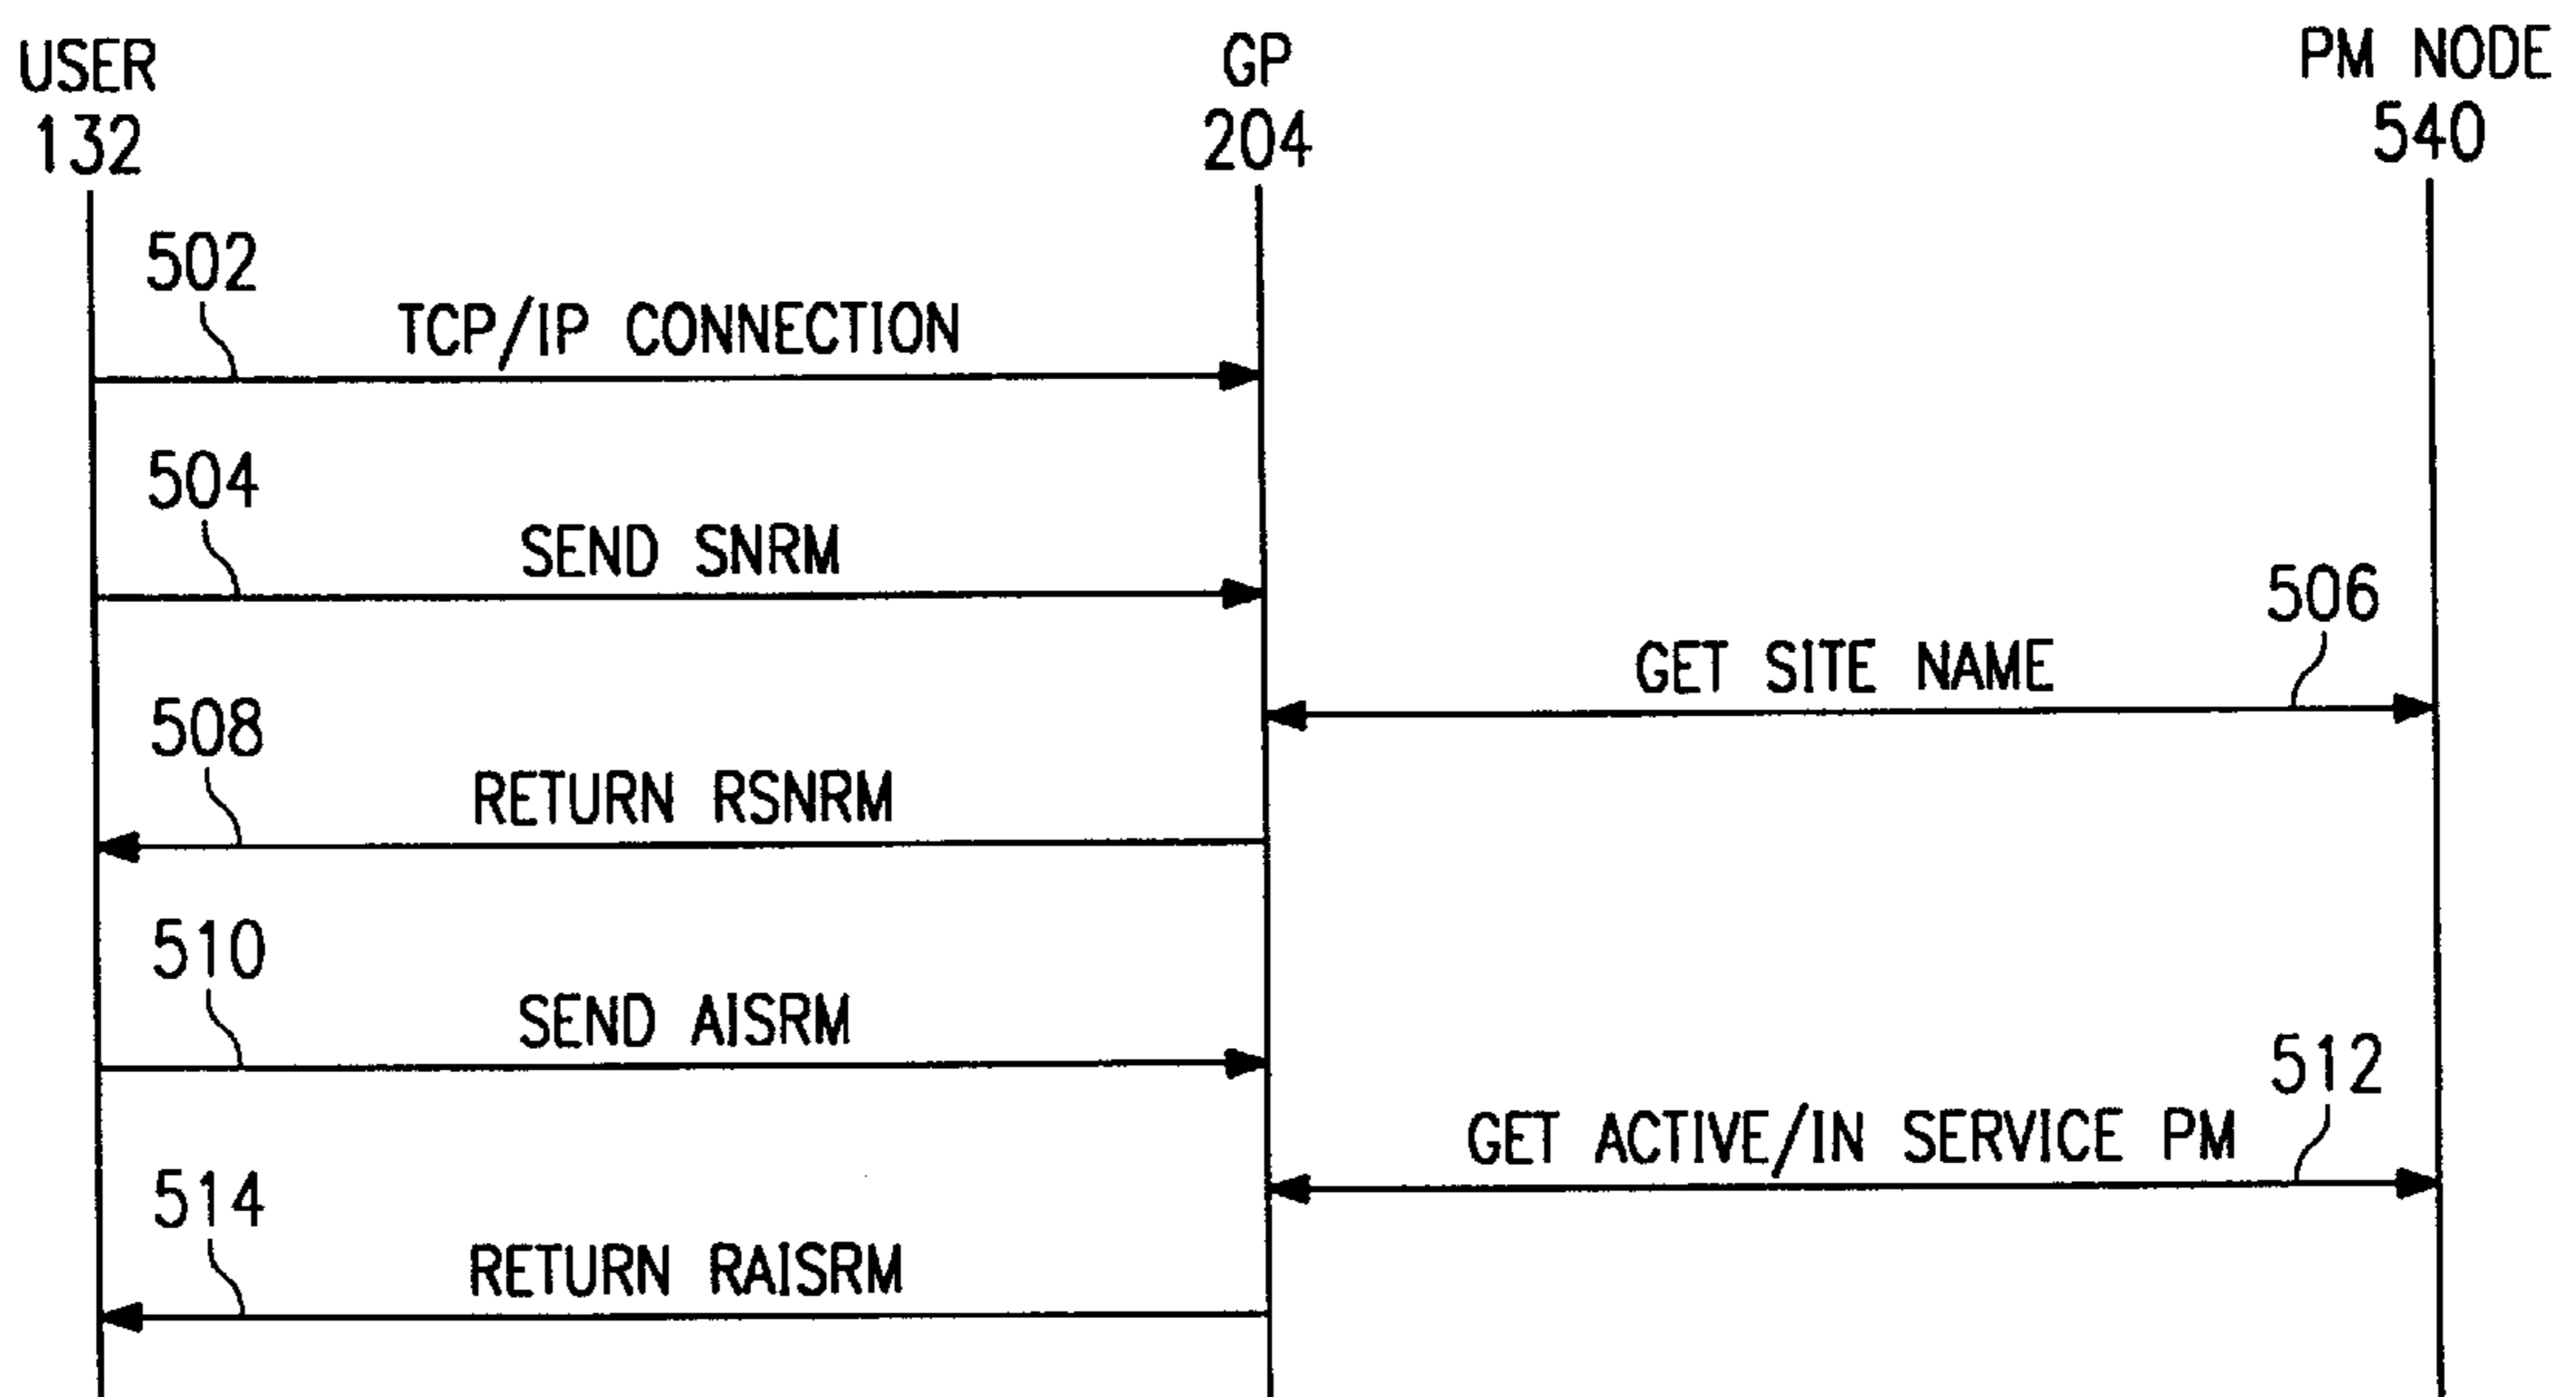 USER
132
GP
204
PM NODE
540
502
TCP/IP CONNECTION
504
SEND SNRM
506
GET SITE NAME
508
RETURN RSNRM
510
SEND AISRM
512
GET ACTIVE/IN SERVICE PM
514
RETURN RAISRM